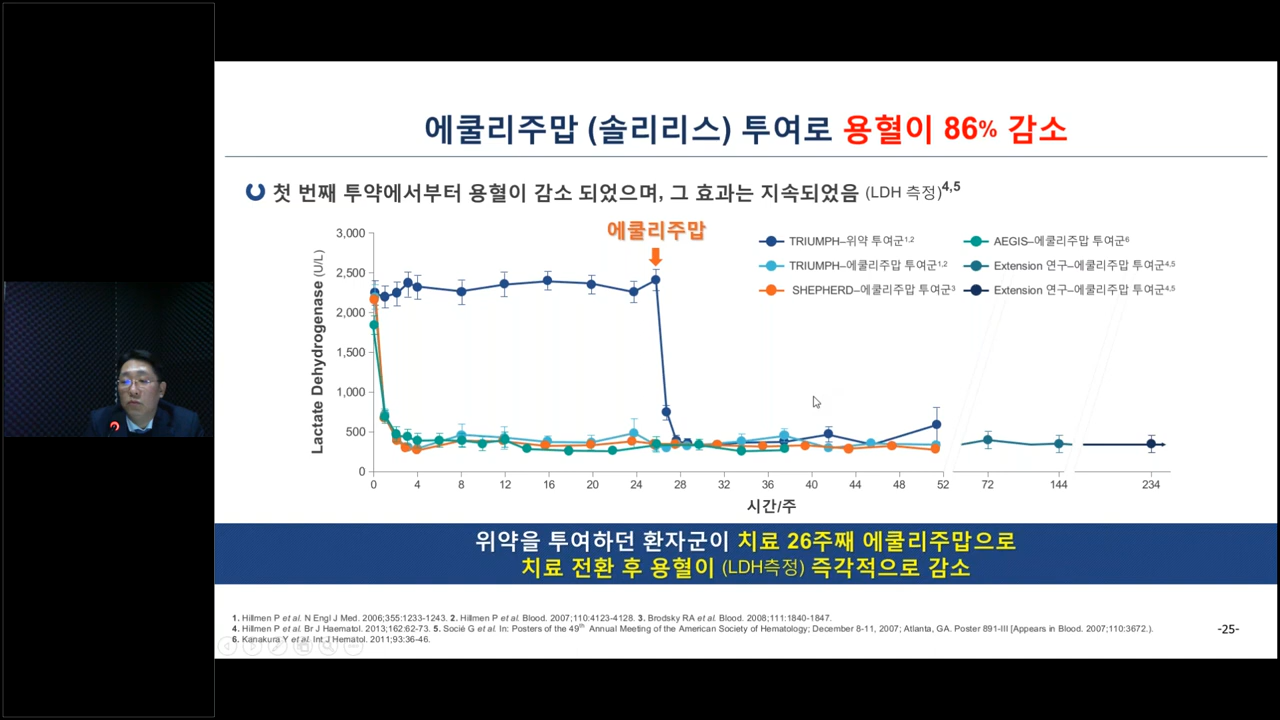 에쿨리주맙 (솔리리스) 투여로 용혈이 86% 감소
첫 번째 투약에서부터 용혈이 감소 되었으며, 그 효과는 지속되었음 (LDH 측정)4,5
에쿨리주맙
TRIUMPH–위약 투여군1,2
AEGIS–에쿨리주맙 투여군6
TRIUMPH–에쿨리주맙 투여군1,2
Extension 연구–에쿨리주맙 투여군4,5
SHEPHERD–에쿨리주맙 투여군3
Extension 연구–에쿨리주맙 투여군4,5
Lactate Dehydrogenase (U/L)
3,000
2,500
2,000
1,500
1,000
500
0
0 4 8 12 16 20 24 28 32 36 40 44 48 52 72 144 234
시간/주
위약을 투여하던 환자군이 치료 26주째 에쿨리주맙으로
치료 전환 후 용혈이 (LDH측정) 즉각적으로 감소
1. Hillmen P et al. N Engl J Med. 2006;355:1233-1243. 2. Hillmen P et al. Blood. 2007;110:4123-4128. 3. Brodsky RA et al. Blood. 2008;111:1840-1847.
4. Hillmen P et al. Br J Haematol. 2013;162:62-73. 5. Socié G et al. In: Posters of the 49th Annual Meeting of the American Society of Hematology; December 8-11, 2007; Atlanta, GA. Poster 891-III [Appears in Blood. 2007;110:3672.).
6. Kanakura Y et al. Int J Hematol. 2011;93:36-46.
-25-